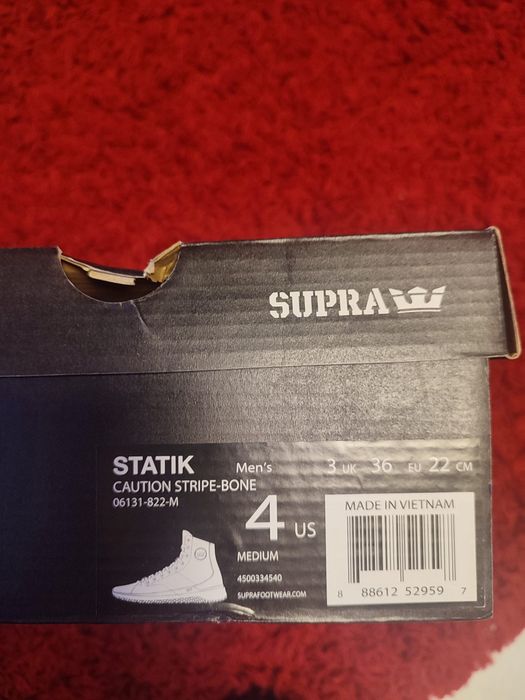 SUPRA
STATIK Men's 3 UK 36 EU 22 CM
CAUTION STRIPE-BONE
06131-822-M
4 US
MEDIUM
4500334540
SUPRAFOOTWEAR.COM
MADE IN VIETNAM
8 88612 52959 7